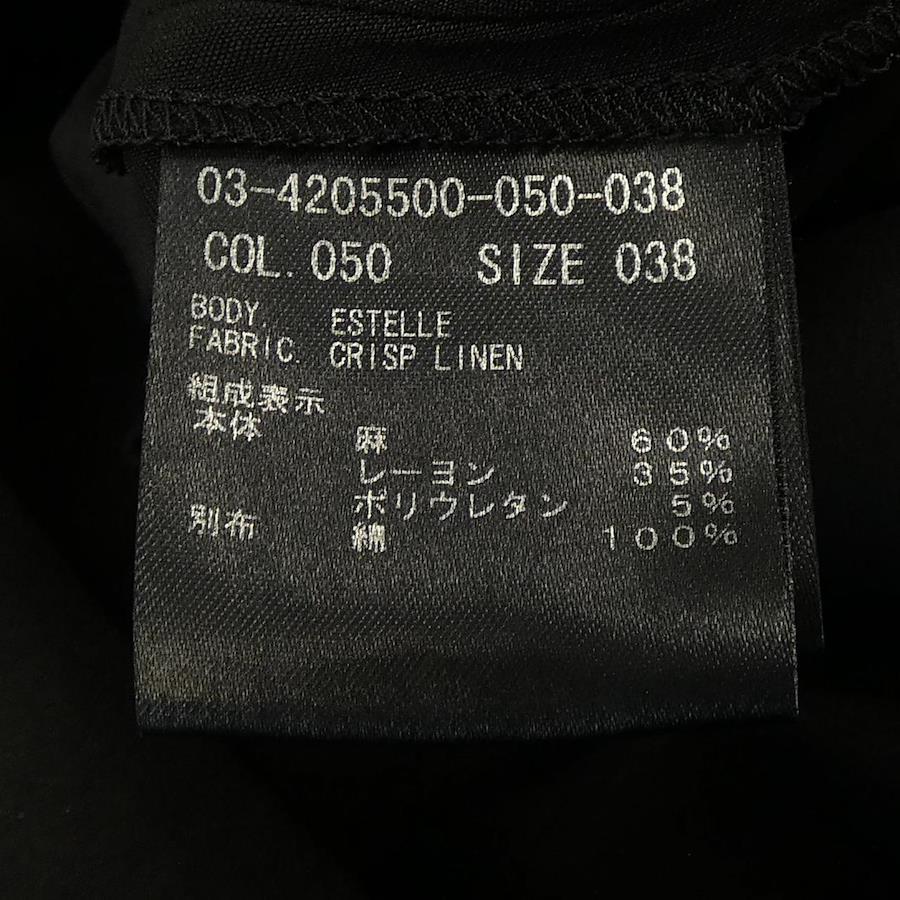 03-4205500-050-038
COL. 050 SIZE 038
BODY. ESTELLE
FABRIC. CRISP LINEN
組成表示
本体 麻 60%
レーヨン 35%
ポリウレタン 5%
別布 綿 100%